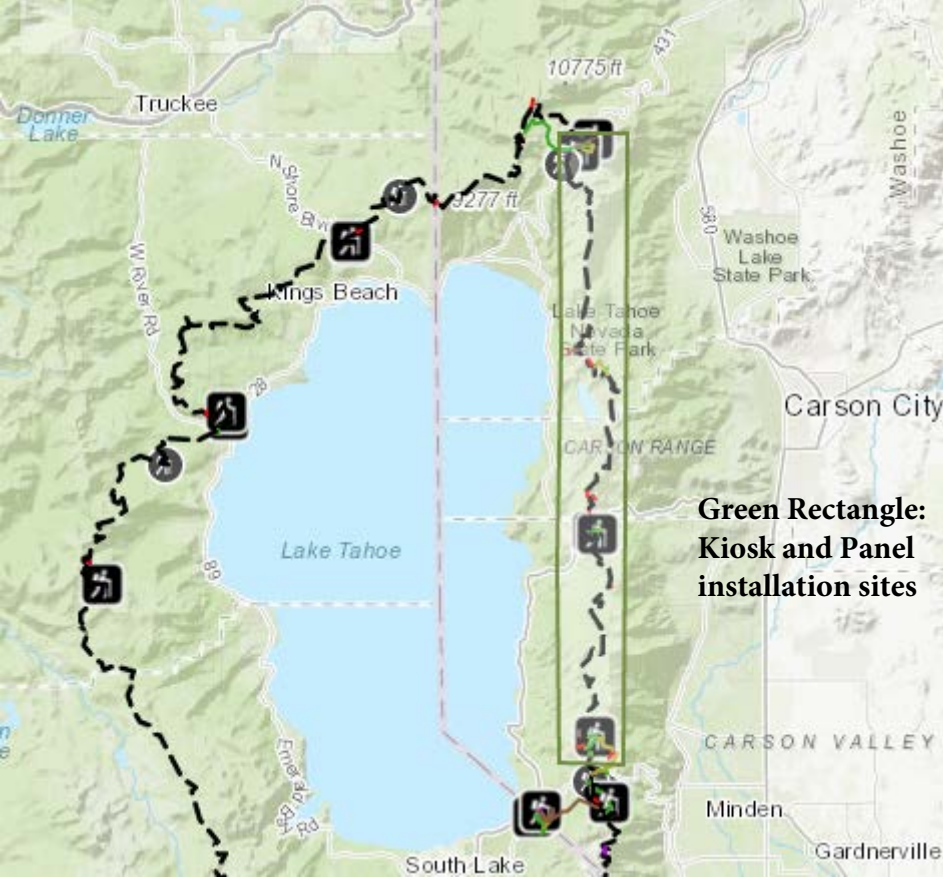 431
10775 ft
Truckee
Donner
Lake
Washoe
N Shore Blvd
9277 ft
580
Washoe
Lake
State Park
W River Rd
Kings Beach
Lake Tahoe
Nevada
State Park
28
Carson City
CARSON RANGE
Green Rectangle:
Kiosk and Panel
installation sites
Lake Tahoe
89
CARSON VALLEY
Emerald Bay Rd
Minden
Gardnerville
South Lake